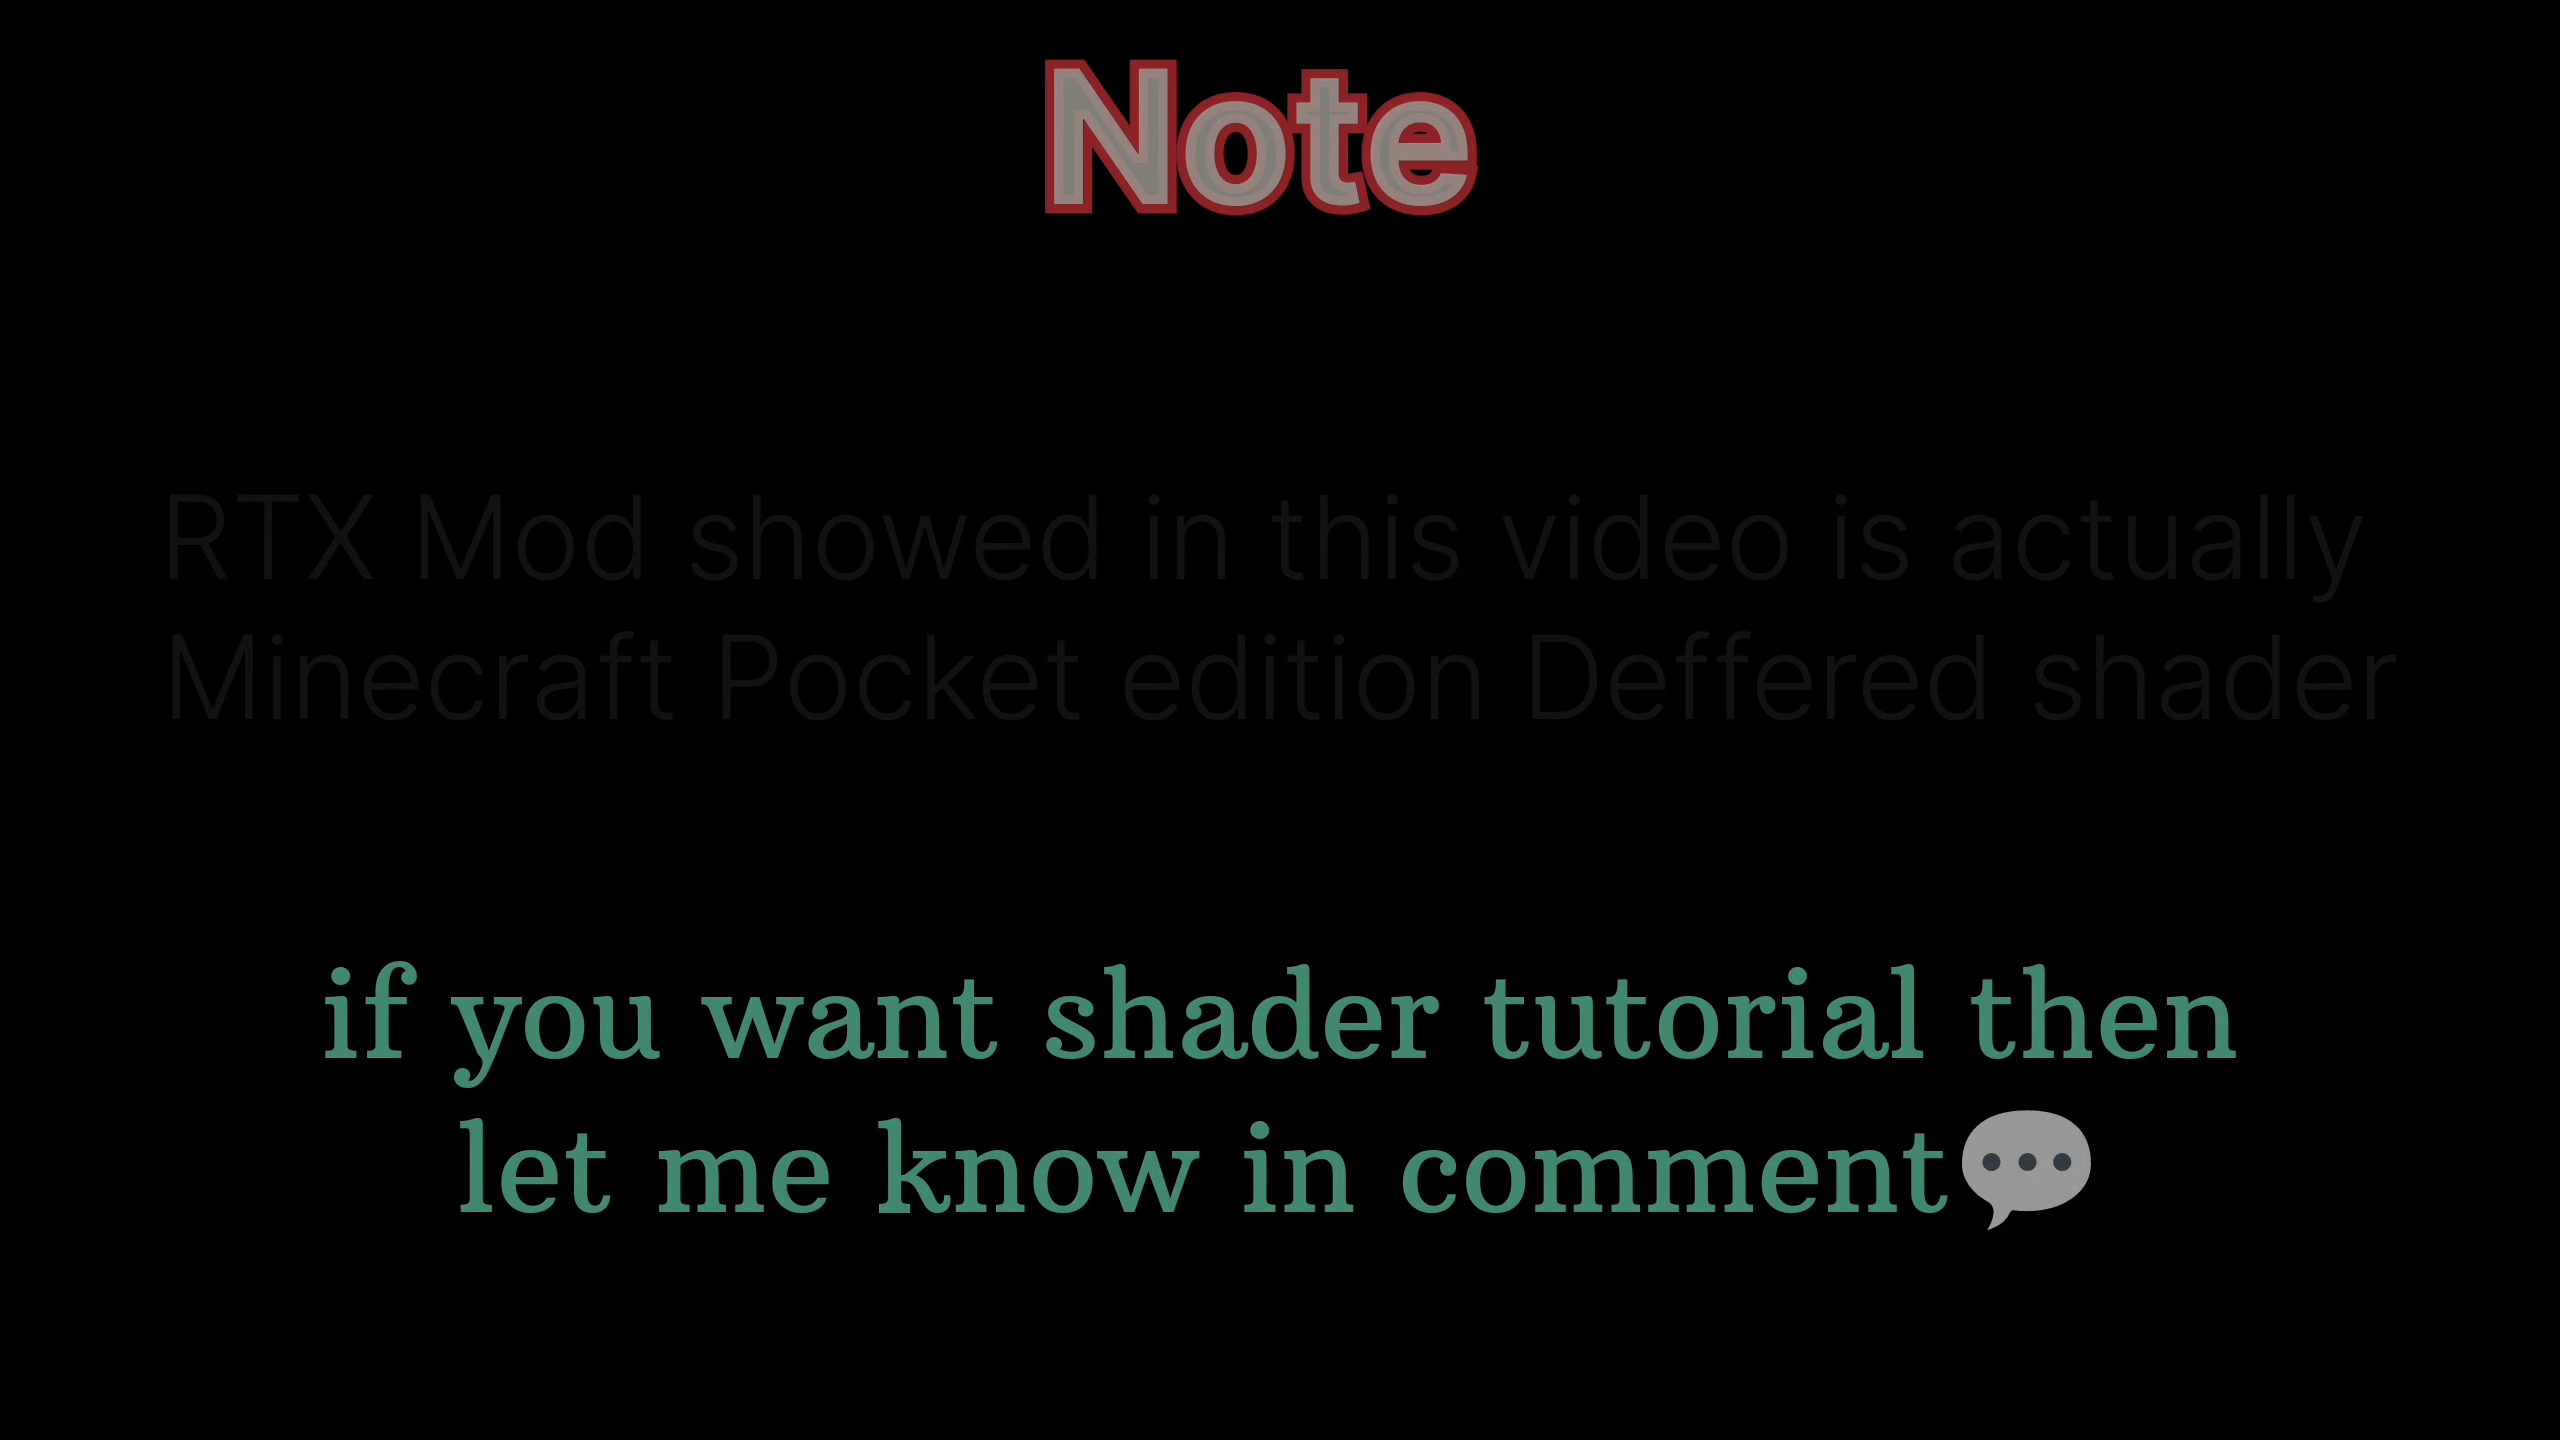 Note
RTX Mod showed in this video is actually
Minecraft Pocket edition Deffered shader
if you want shader tutorial then
let me know in comment💬